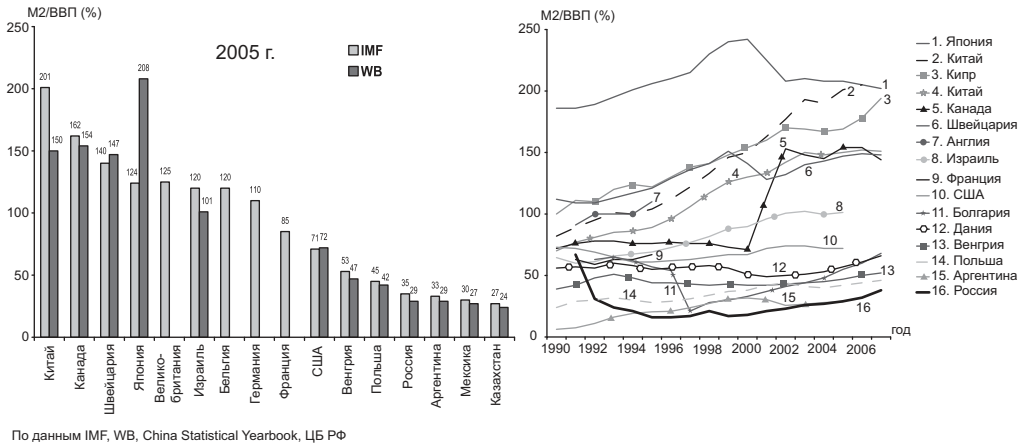 М2/ВВП (%)
250
200
150
100
50
0
2005 г.
IMF
WB
201
150
162
154
140
147
124
208
125
120
101
120
110
85
71
72
53
47
45
42
35
29
33
29
30
27
27
24
Китай
Канада
Швейцария
Япония
Велико-
британия
Израиль
Бельгия
Германия
Франция
США
Венгрия
Польша
Россия
Аргентина
Мексика
Казахстан
М2/ВВП (%)
250
200
150
100
50
0
1990 1992 1994 1996 1998 2000 2002 2004 2006
год
1
2
3
4
5
6
7
8
9
10
11
12
13
14
15
16
1. Япония
2. Китай
3. Кипр
4. Китай
5. Канада
6. Швейцария
7. Англия
8. Израиль
9. Франция
10. США
11. Болгария
12. Дания
13. Венгрия
14. Польша
15. Аргентина
16. Россия
По данным IMF, WB, China Statistical Yearbook, ЦБ РФ